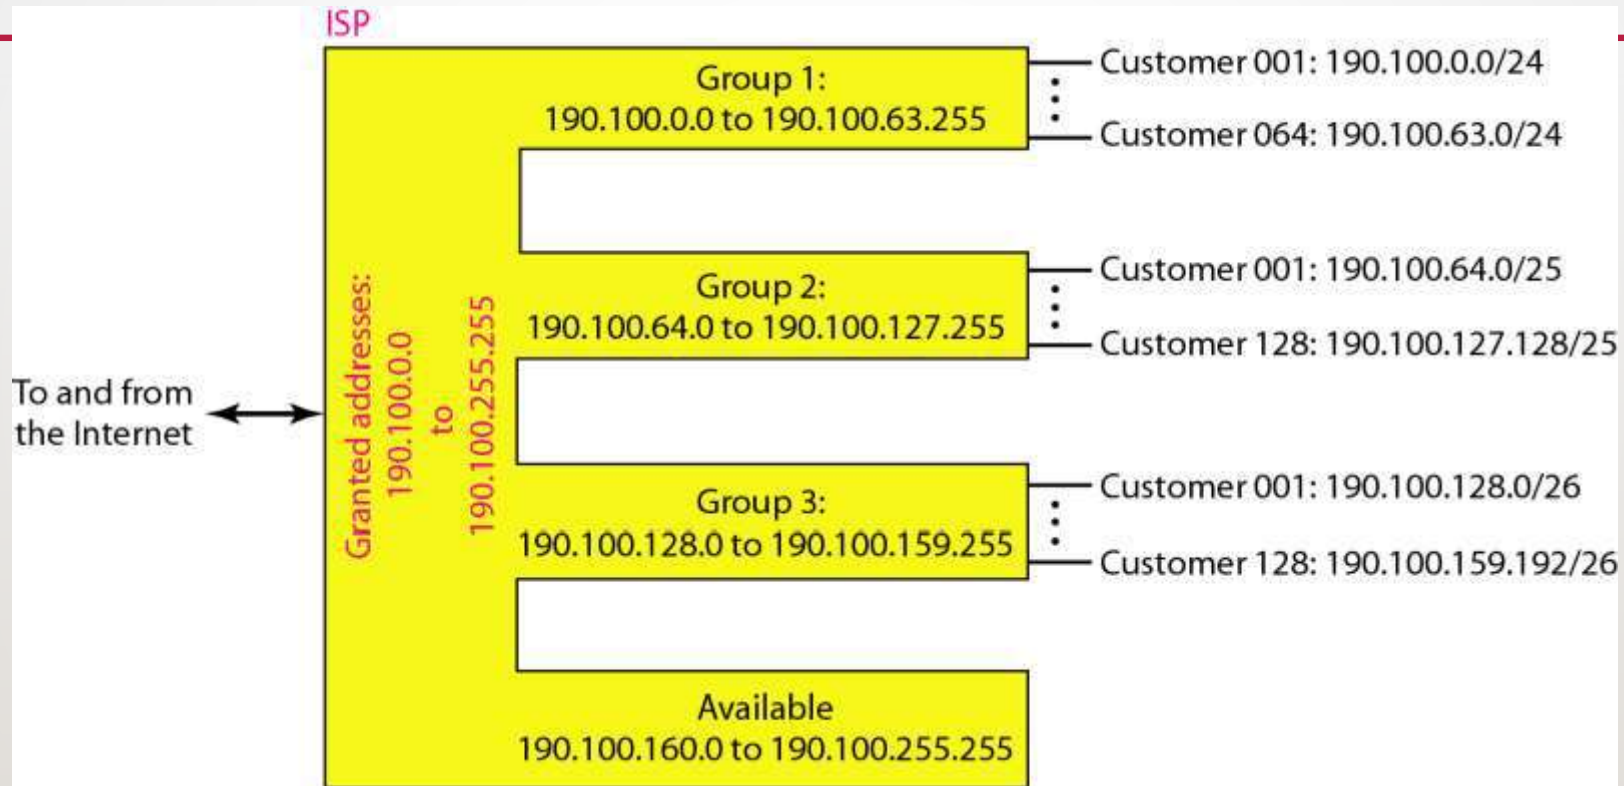 ISP
Group 1:
190.100.0.0 to 190.100.63.255
Customer 001: 190.100.0.0/24
Customer 064: 190.100.63.0/24
Group 2:
190.100.64.0 to 190.100.127.255
Customer 001: 190.100.64.0/25
Customer 128: 190.100.127.128/25
To and from
the Internet
Granted addresses:
190.100.0.0
to
190.100.255.255
Group 3:
190.100.128.0 to 190.100.159.255
Customer 001: 190.100.128.0/26
Customer 128: 190.100.159.192/26
Available
190.100.160.0 to 190.100.255.255